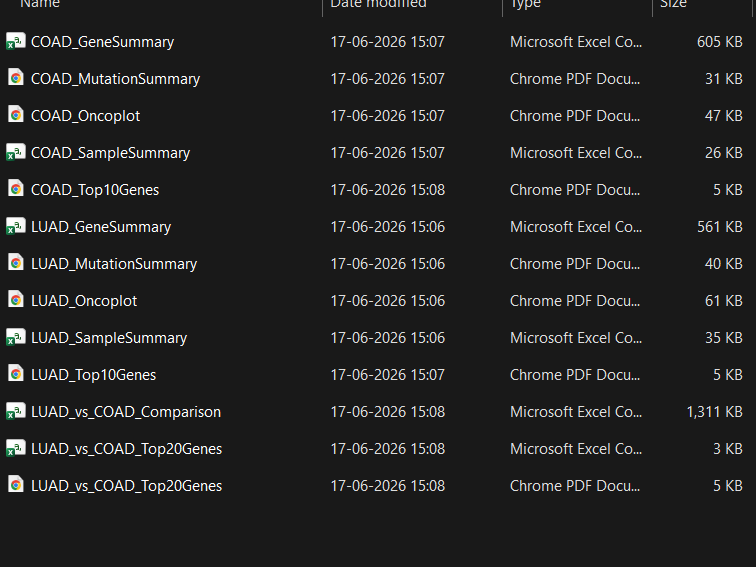 Name Date modified Type Size
COAD_GeneSummary 17-06-2026 15:07 Microsoft Excel Co... 605 KB
COAD_MutationSummary 17-06-2026 15:07 Chrome PDF Docu... 31 KB
COAD_Oncoplot 17-06-2026 15:07 Chrome PDF Docu... 47 KB
COAD_SampleSummary 17-06-2026 15:07 Microsoft Excel Co... 26 KB
COAD_Top10Genes 17-06-2026 15:08 Chrome PDF Docu... 5 KB
LUAD_GeneSummary 17-06-2026 15:06 Microsoft Excel Co... 561 KB
LUAD_MutationSummary 17-06-2026 15:06 Chrome PDF Docu... 40 KB
LUAD_Oncoplot 17-06-2026 15:06 Chrome PDF Docu... 61 KB
LUAD_SampleSummary 17-06-2026 15:06 Microsoft Excel Co... 35 KB
LUAD_Top10Genes 17-06-2026 15:07 Chrome PDF Docu... 5 KB
LUAD_vs_COAD_Comparison 17-06-2026 15:08 Microsoft Excel Co... 1,311 KB
LUAD_vs_COAD_Top20Genes 17-06-2026 15:08 Microsoft Excel Co... 3 KB
LUAD_vs_COAD_Top20Genes 17-06-2026 15:08 Chrome PDF Docu... 5 KB